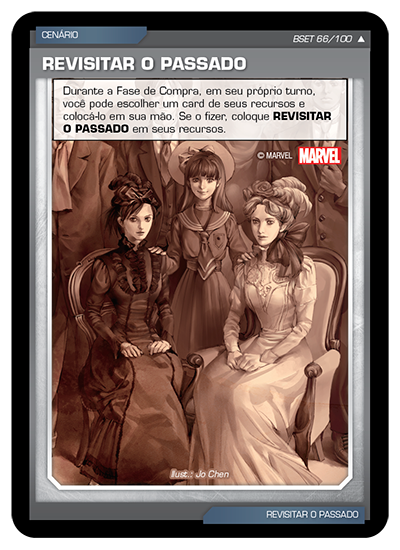 CENÁRIO
BSET 66/100 ▲
REVISITAR O PASSADO
Durante a Fase de Compra, em seu próprio turno,
você pode escolher um card de seus recursos e
colocá-lo em sua mão. Se o fizer, coloque REVISITAR
O PASSADO em seus recursos.
© MARVEL MARVEL
Ilust.: Jo Chen
REVISITAR O PASSADO